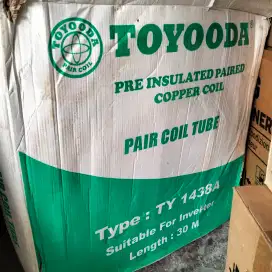 TOYOODA
PAIR COIL
TOYOODA®
PRE INSULATED PAIRED
COPPER COIL
PAIR COIL TUBE
Type : TY 1438A
Suitable For Inverter
Length : 30 M